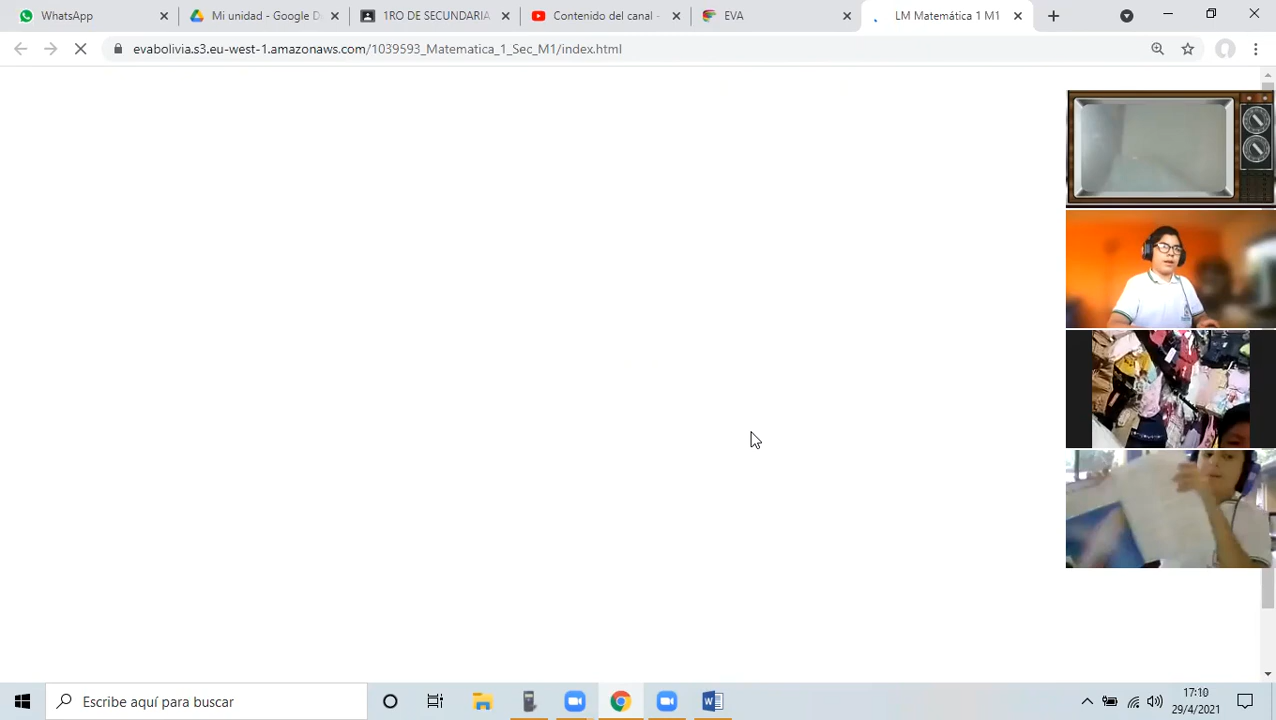 WhatsApp
Mi unidad - Google D
1RO DE SECUNDARIA
Contenido del canal -
EVA
LM Matemática 1 M1
evabolivia.s3.eu-west-1.amazonaws.com/1039593_Matematica_1_Sec_M1/index.html
Escribe aquí para buscar
17:10
29/4/2021